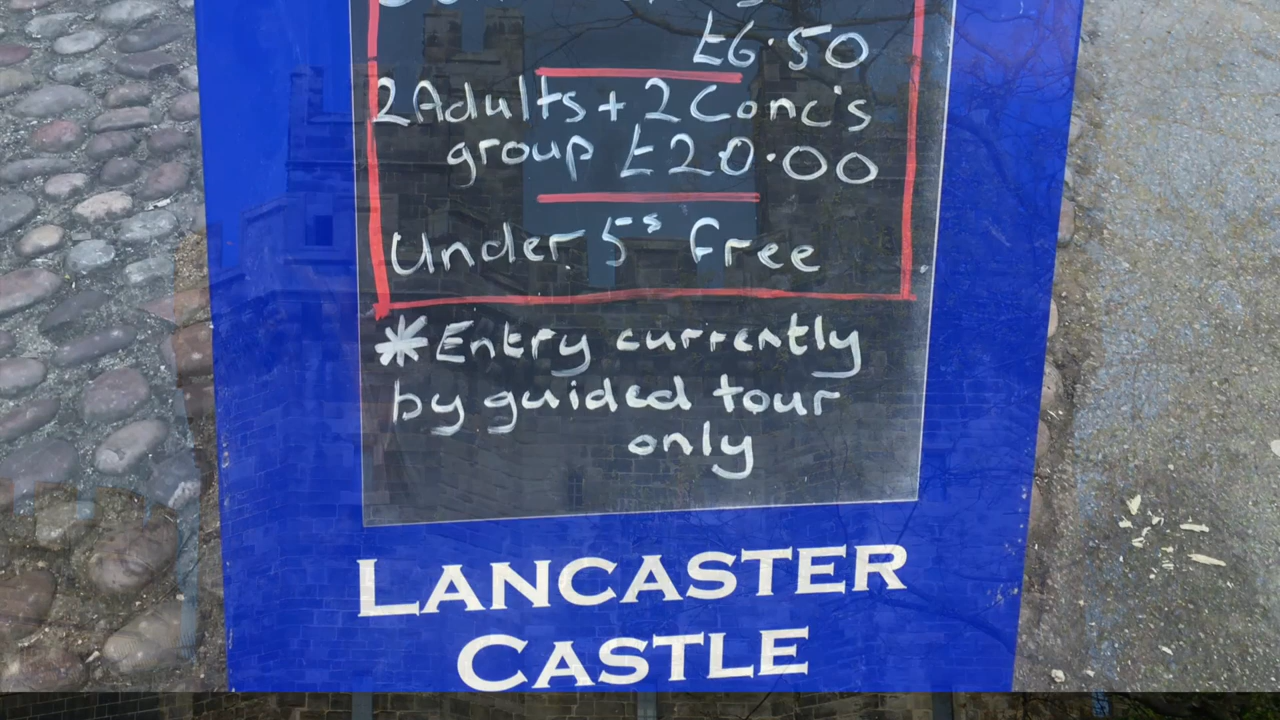 £6.50
2 Adults + 2 Conc's
group £20.00
Under 5s free
*Entry currently
by guided tour
only
LANCASTER
CASTLE